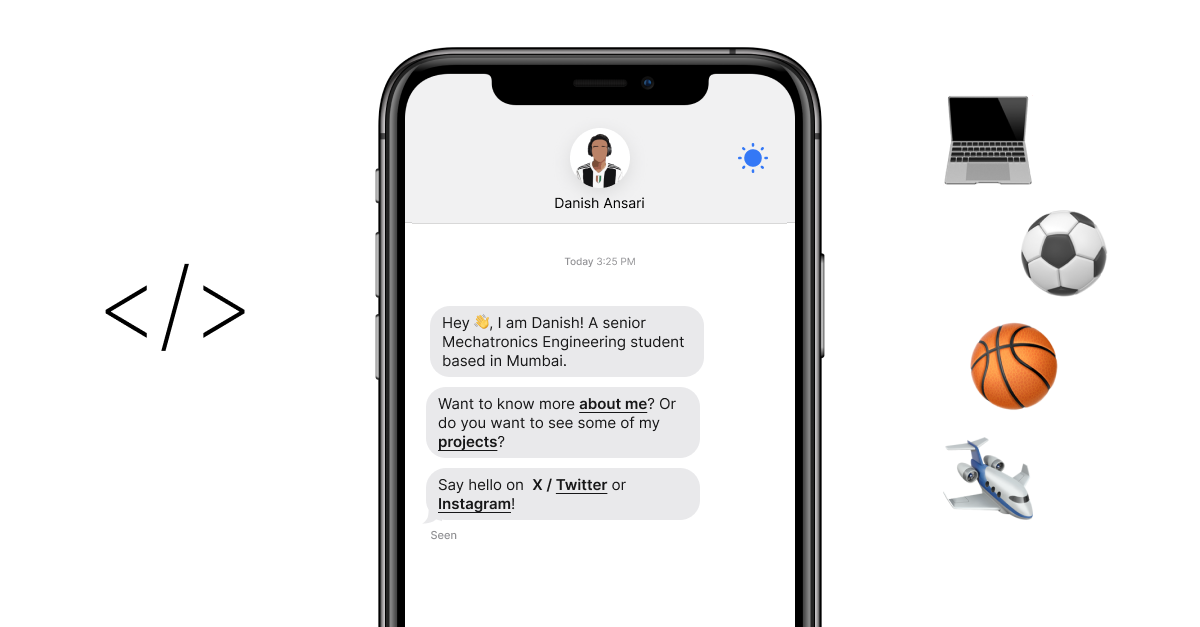 </>
Danish Ansari
Today 3:25 PM
Hey 👋, I am Danish! A senior
Mechatronics Engineering student
based in Mumbai.
Want to know more about me? Or
do you want to see some of my
projects?
Say hello on X / Twitter or
Instagram!
Seen